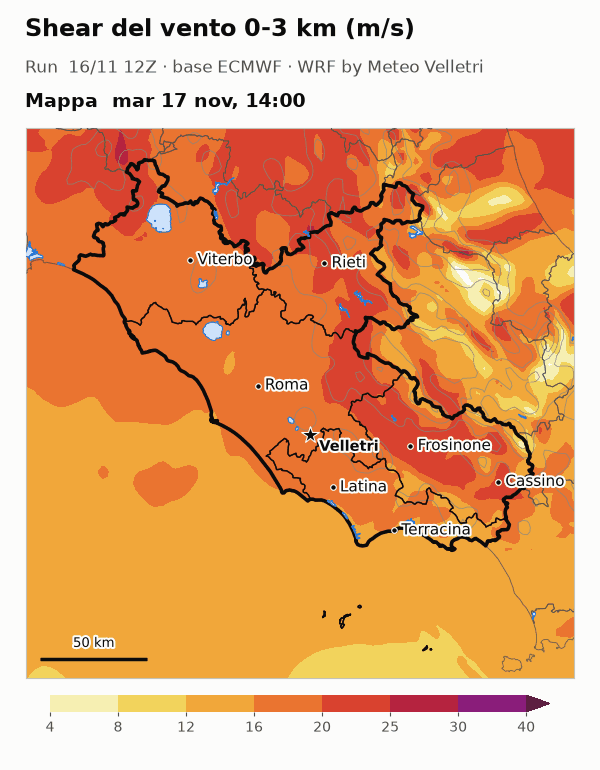 Shear del vento 0-3 km (m/s)
Run  16/11 12Z · base ECMWF · WRF by Meteo Velletri
Mappa  mar 17 nov, 14:00
Viterbo
Rieti
Roma
Velletri
Frosinone
Cassino
Latina
Terracina
50 km
4 8 12 16 20 25 30 40